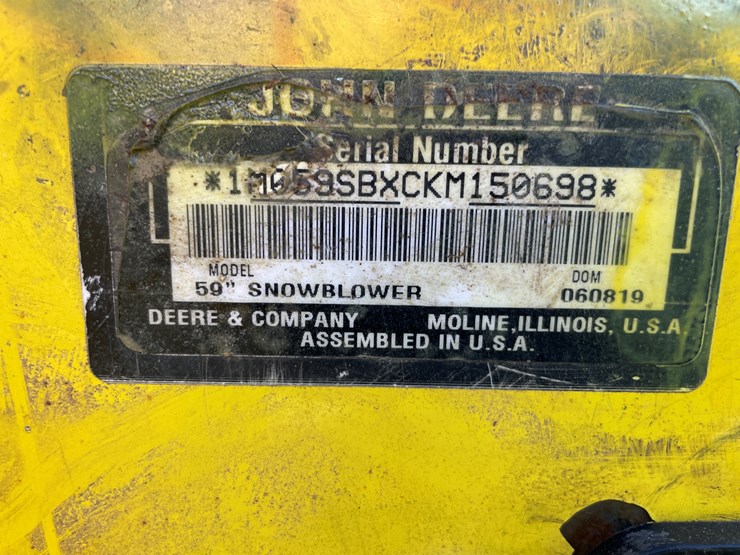 JOHN DEERE
Serial Number
*1M059SBXCKM150698*
MODEL
DOM
59" SNOWBLOWER
060819
DEERE & COMPANY
MOLINE, ILLINOIS, U.S.A.
ASSEMBLED IN U.S.A.